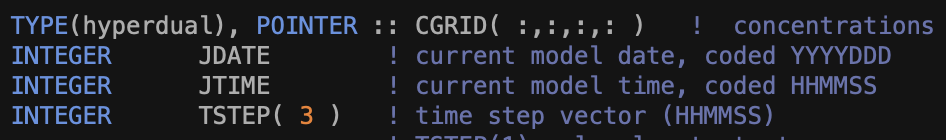 TYPE(hyperdual), POINTER :: CGRID( :,:,:,: )   !  concentrations
INTEGER      JDATE        ! current model date, coded YYYYDDD
INTEGER      JTIME        ! current model time, coded HHMMSS
INTEGER      TSTEP( 3 )   ! time step vector (HHMMSS)